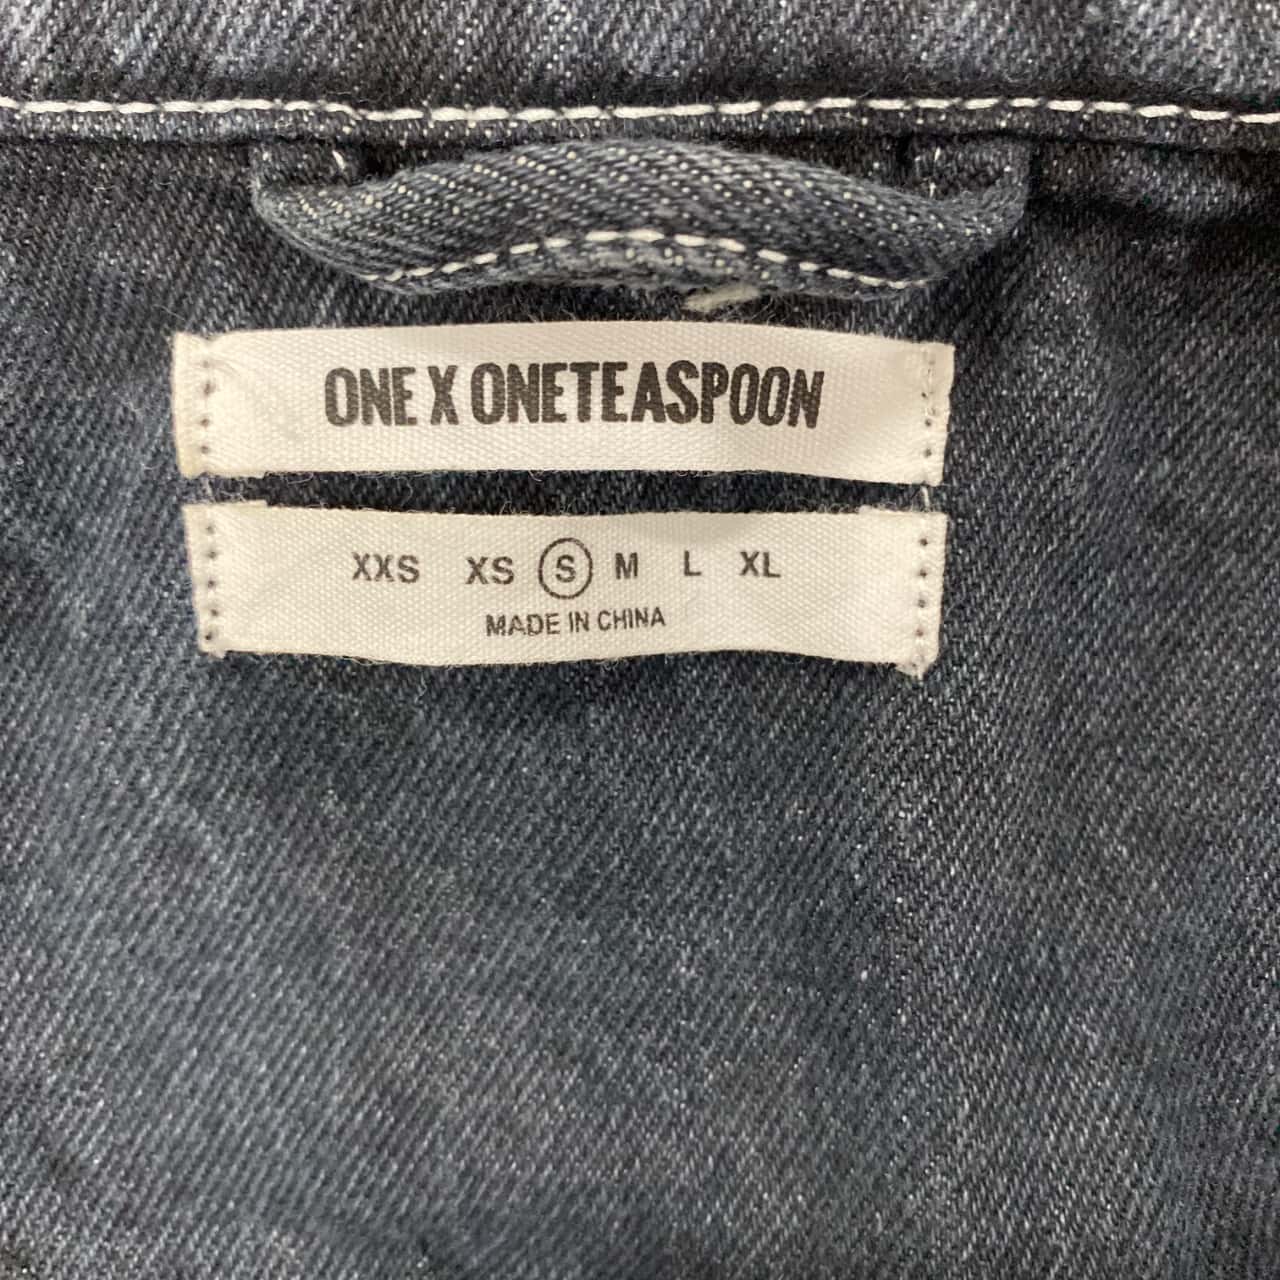 ONE X ONETEASPOON
XXS XS S M L XL
MADE IN CHINA